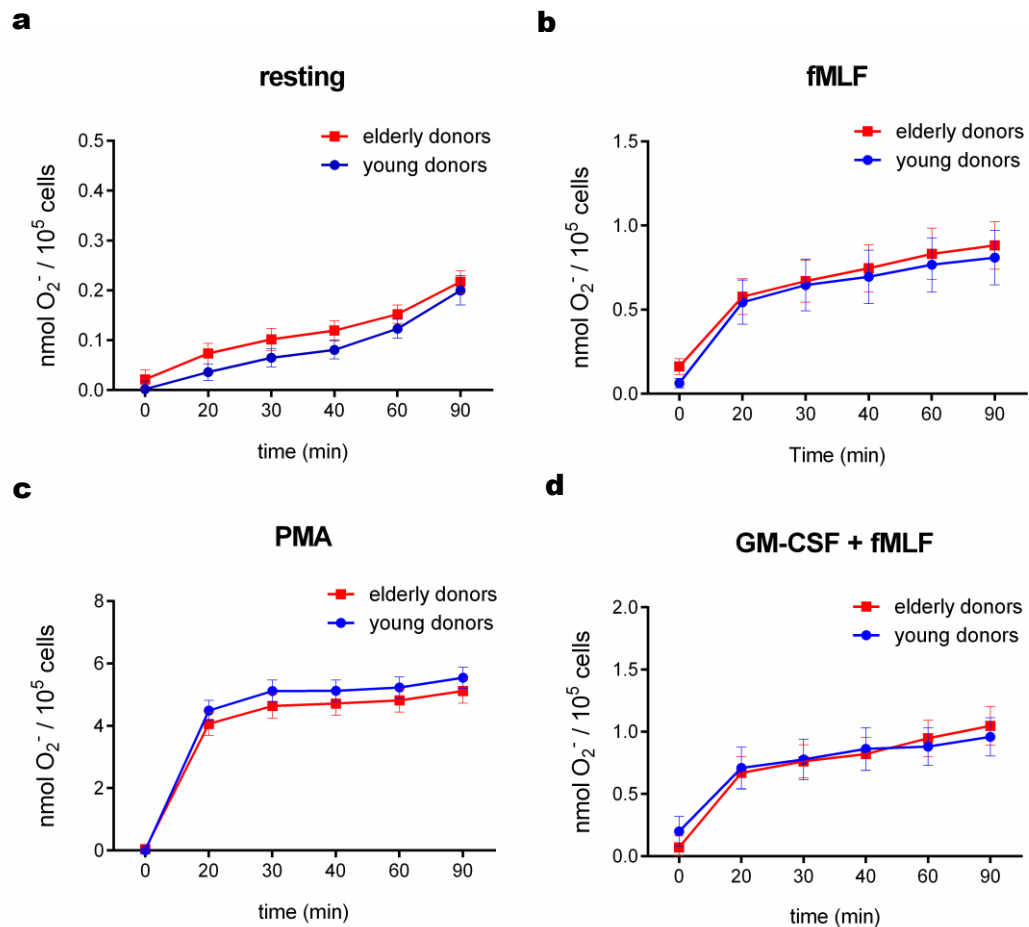 a
resting
elderly donors
young donors
0.5
0.4
0.3
0.2
0.1
0.0
nmol O₂⁻ / 10⁵ cells
0 20 30 40 60 90
time (min)
b
fMLF
elderly donors
young donors
1.5
1.0
0.5
0.0
nmol O₂⁻ / 10⁵ cells
0 20 30 40 60 90
Time (min)
c
PMA
elderly donors
young donors
8
6
4
2
0
nmol O₂⁻ / 10⁵ cells
0 20 30 40 60 90
time (min)
d
GM-CSF + fMLF
elderly donors
young donors
2.0
1.5
1.0
0.5
0.0
nmol O₂⁻ / 10⁵ cells
0 20 30 40 60 90
time (min)